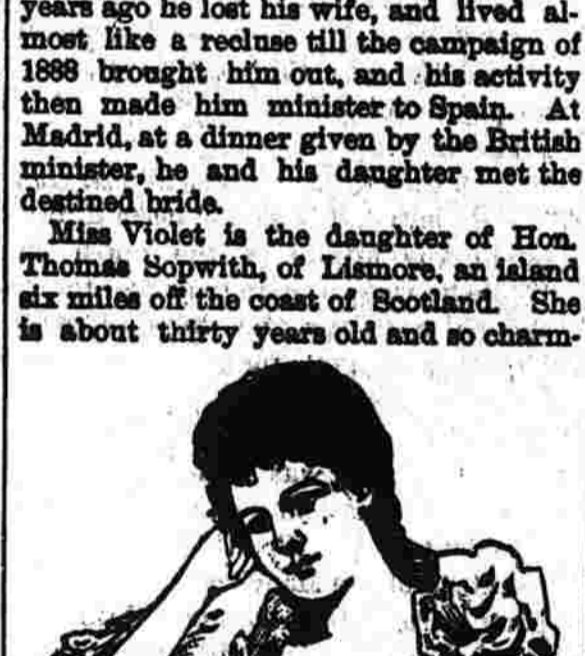 years ago he lost his wife, and lived al-
most like a recluse till the campaign of
1888 brought him out, and his activity
then made him minister to Spain. At
Madrid, at a dinner given by the British
minister, he and his daughter met the
destined bride.
Miss Violet is the daughter of Hon.
Thomas Sopwith, of Lismore, an island
six miles off the coast of Scotland. She
is about thirty years old and so charm-